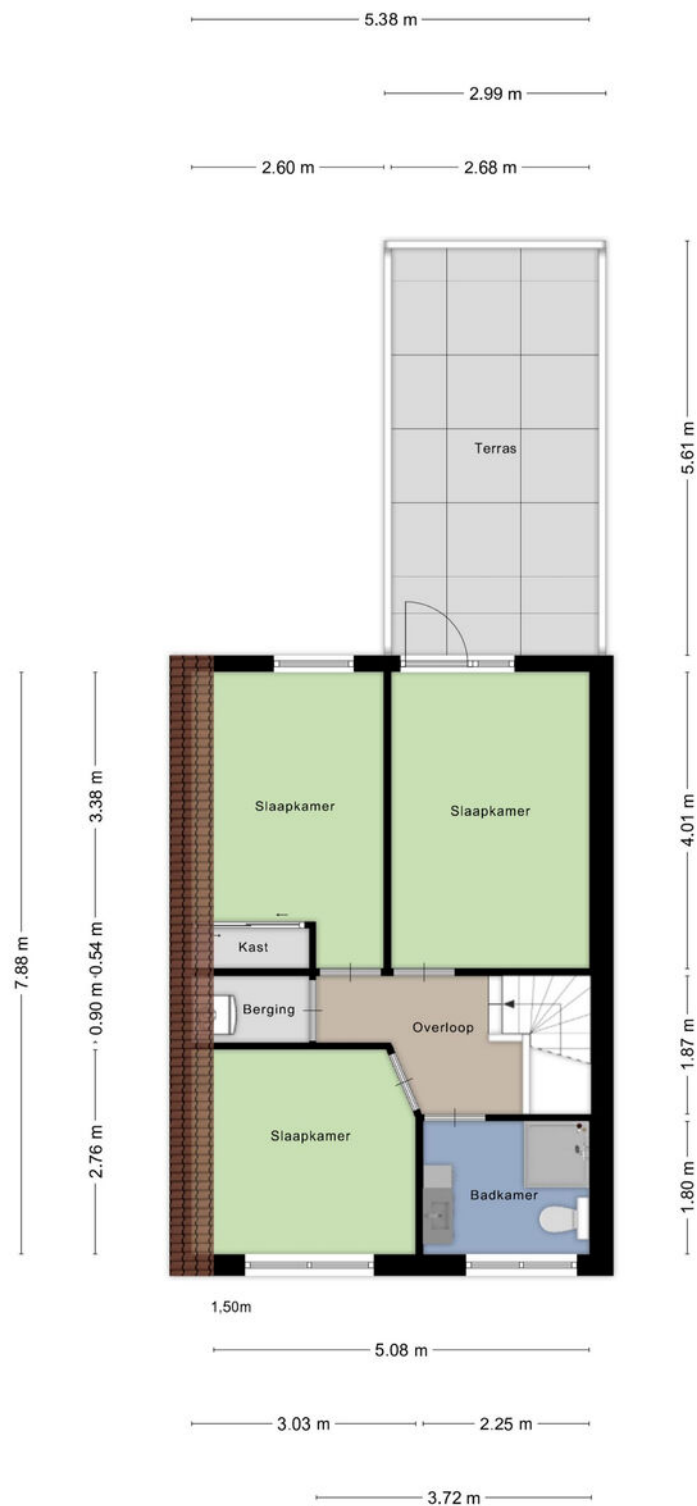 5.38 m
2.99 m
2.60 m
2.68 m
Terras
5.61 m
Slaapkamer
Slaapkamer
3.38 m
4.01 m
Kast
0.54 m
7.88 m
Berging
0.90 m
Overloop
1.87 m
Slaapkamer
2.76 m
Badkamer
1.80 m
1,50m
5.08 m
3.03 m
2.25 m
3.72 m